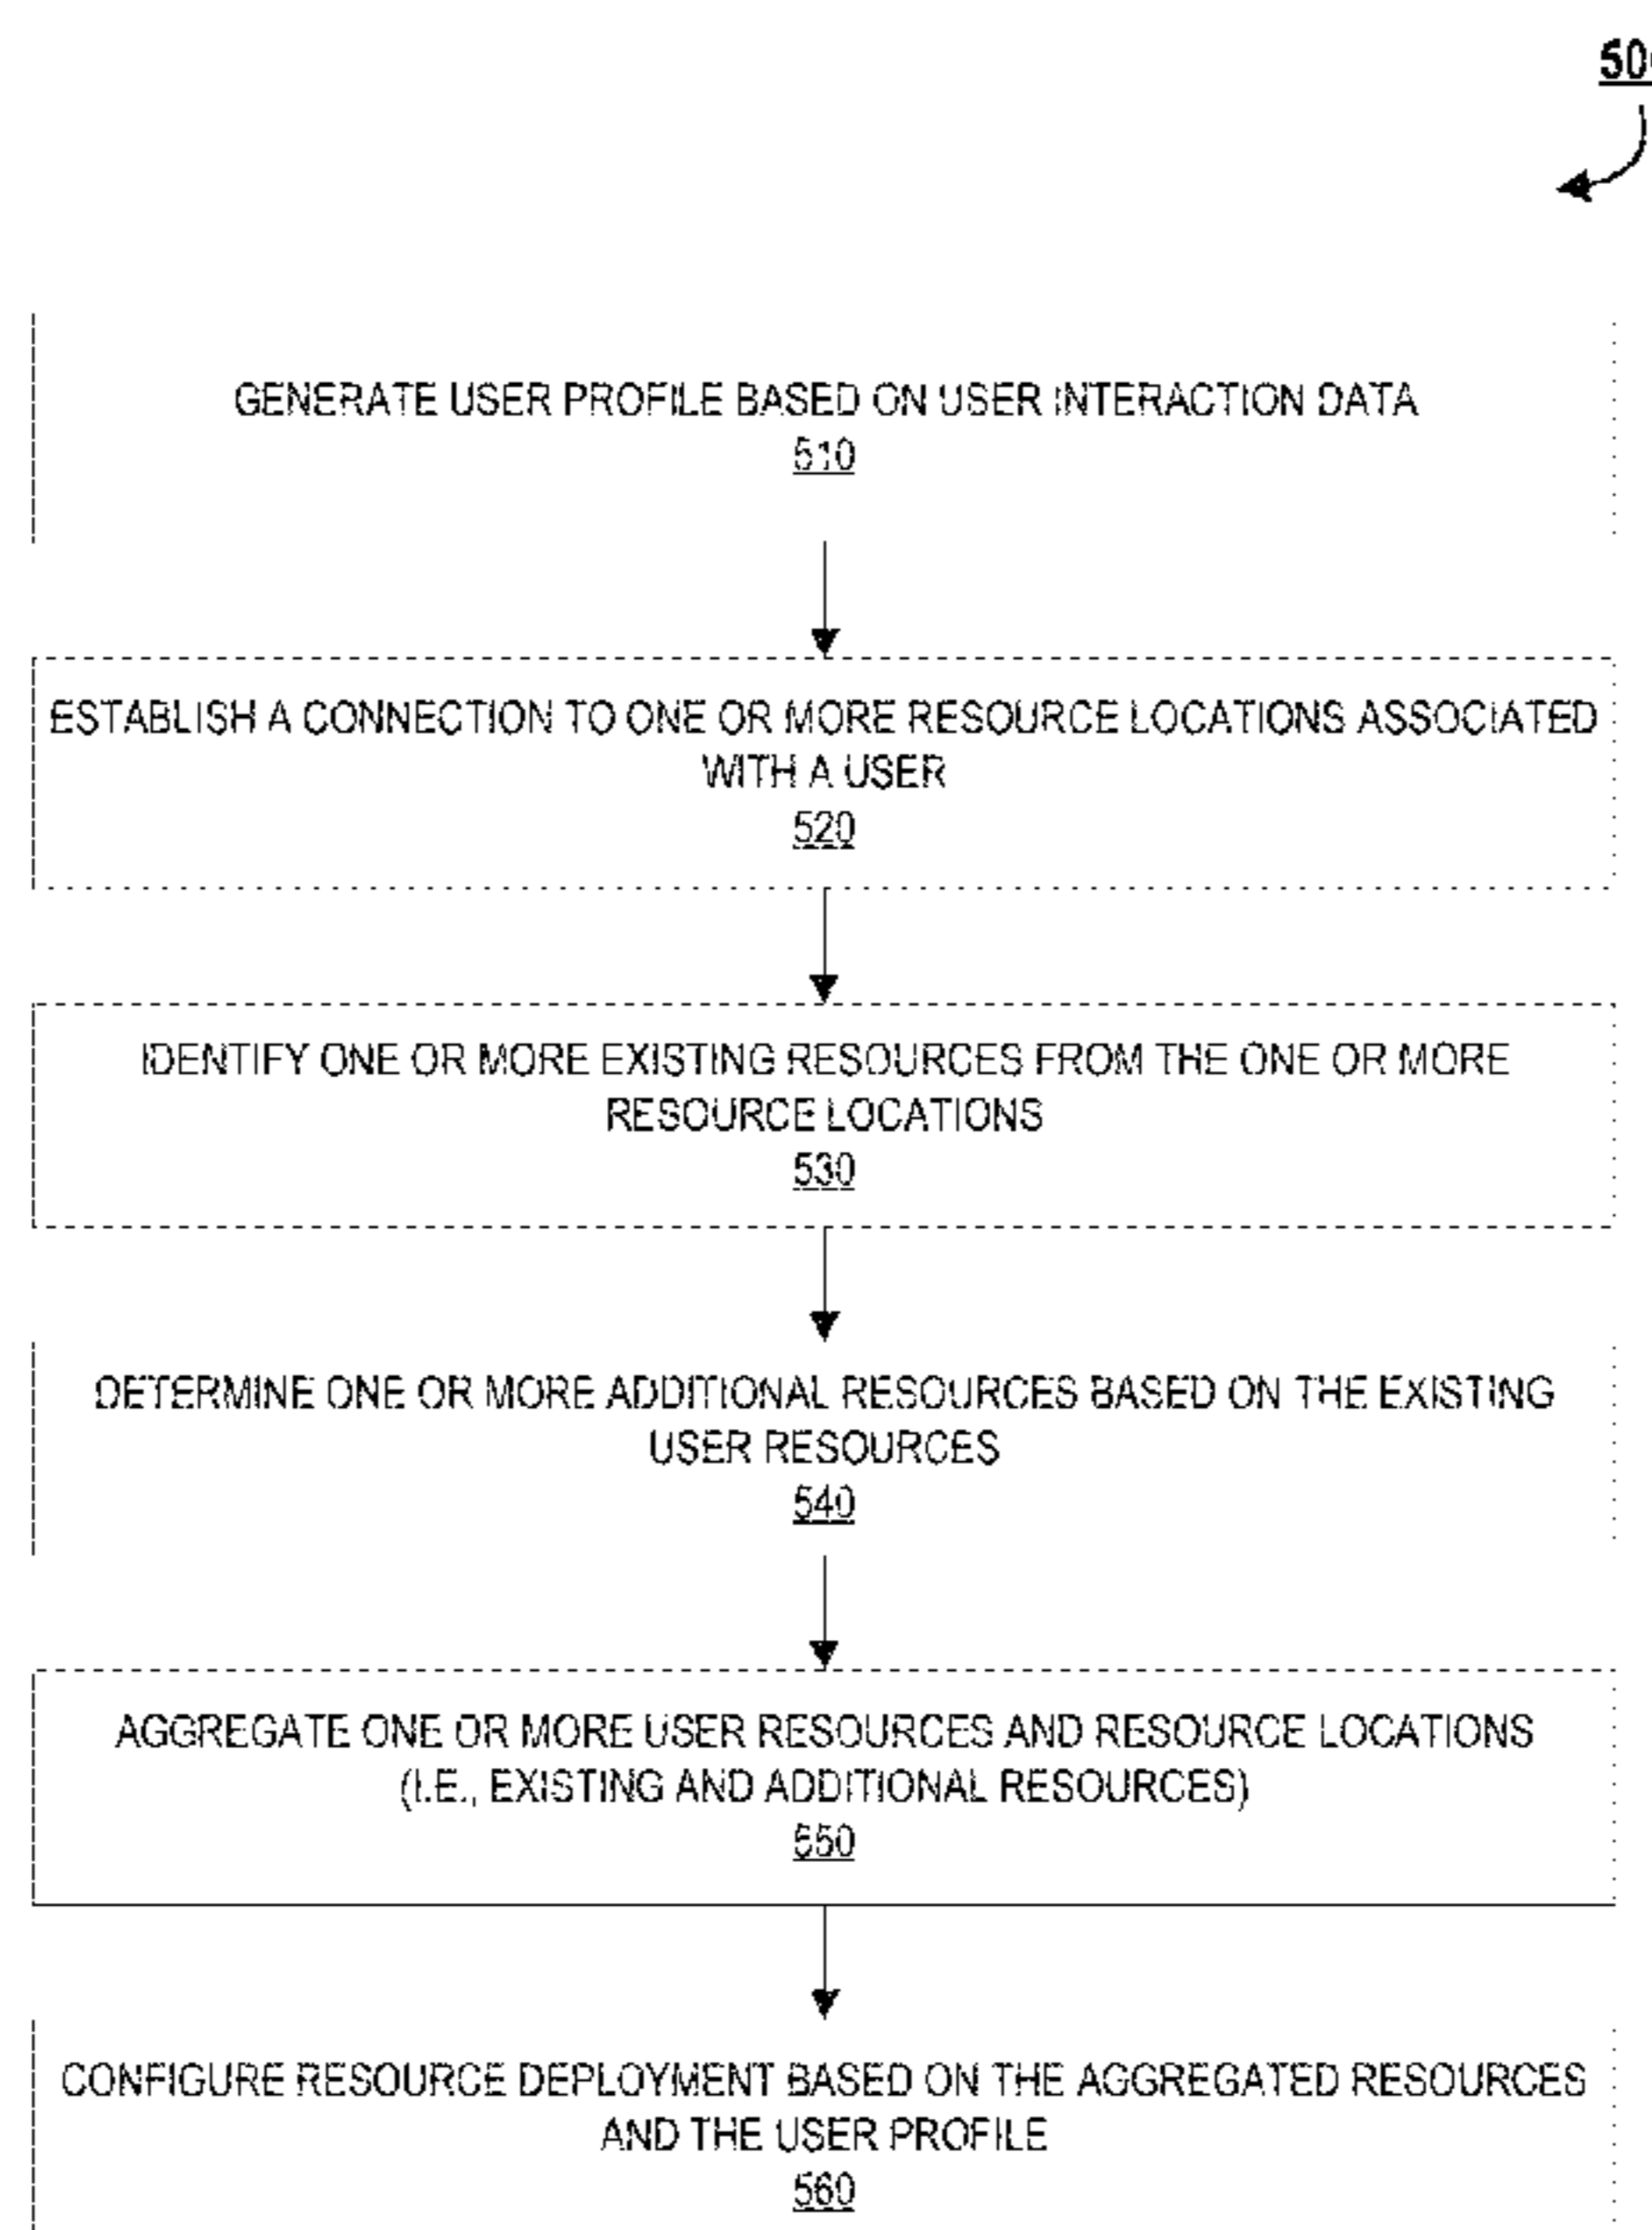 GENERATE USER PROFILE BASED ON USER INTERACTION DATA
510
ESTABLISH A CONNECTION TO ONE OR MORE RESOURCE LOCATIONS ASSOCIATED
WITH A USER
520
IDENTIFY ONE OR MORE EXISTING RESOURCES FROM THE ONE OR MORE
RESOURCE LOCATIONS
530
DETERMINE ONE OR MORE ADDITIONAL RESOURCES BASED ON THE EXISTING
USER RESOURCES
540
AGGREGATE ONE OR MORE USER RESOURCES AND RESOURCE LOCATIONS
(I.E., EXISTING AND ADDITIONAL RESOURCES)
550
CONFIGURE RESOURCE DEPLOYMENT BASED ON THE AGGREGATED RESOURCES
AND THE USER PROFILE
560